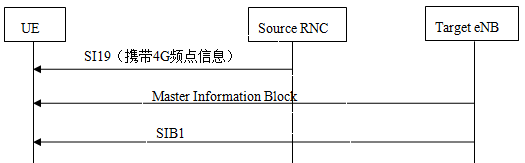 UE
Source RNC
Target eNB
SI19（携带4G频点信息）
Master Information Block
SIB1